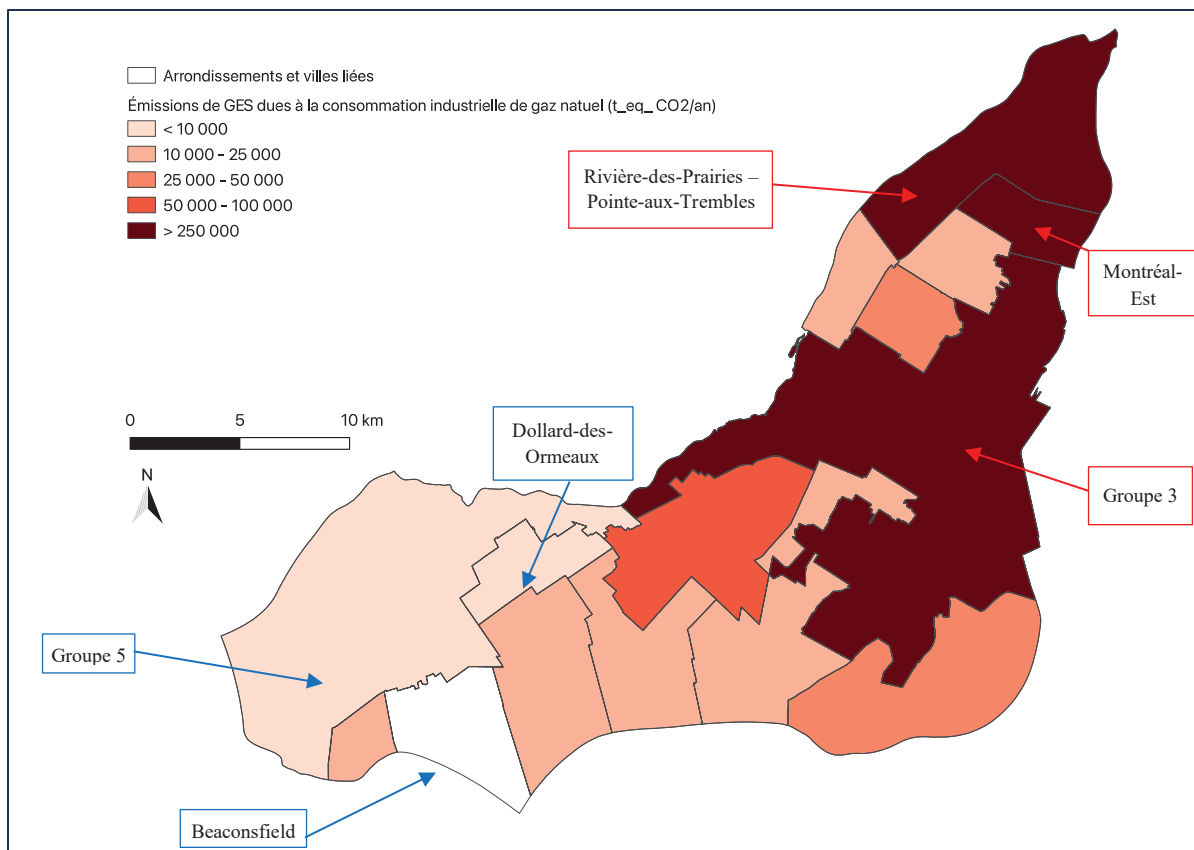 Arrondissements et villes liées
Émissions de GES dues à la consommation industrielle de gaz natuel (t_eq_CO2/an)
< 10 000
10 000 - 25 000
25 000 - 50 000
50 000 - 100 000
> 250 000
Rivière-des-Prairies –
Pointe-aux-Trembles
Montréal-
Est
0 5 10 km
N
Dollard-des-
Ormeaux
Groupe 3
Groupe 5
Beaconsfield